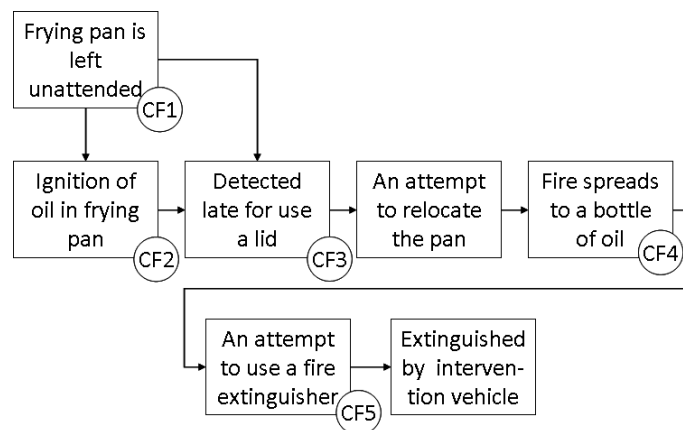 Frying pan is
left
unattended
CF1
Ignition of
oil in frying
pan
CF2
Detected
late for use
a lid
CF3
An attempt
to relocate
the pan
Fire spreads
to a bottle
of oil
CF4
An attempt
to use a fire
extinguisher
CF5
Extinguished
by interven-
tion vehicle